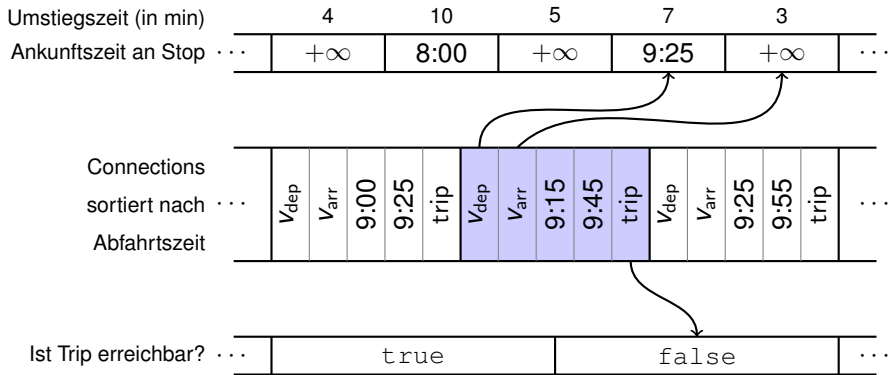 Umstiegszeit (in min) 4 10 5 7 3
Ankunftszeit an Stop ··· +∞ 8:00 +∞ 9:25 +∞ ···
Connections
sortiert nach
Abfahrtszeit
··· v_dep v_arr 9:00 9:25 trip v_dep v_arr 9:15 9:45 trip v_dep v_arr 9:25 9:55 trip ···
Ist Trip erreichbar? ··· true false ···